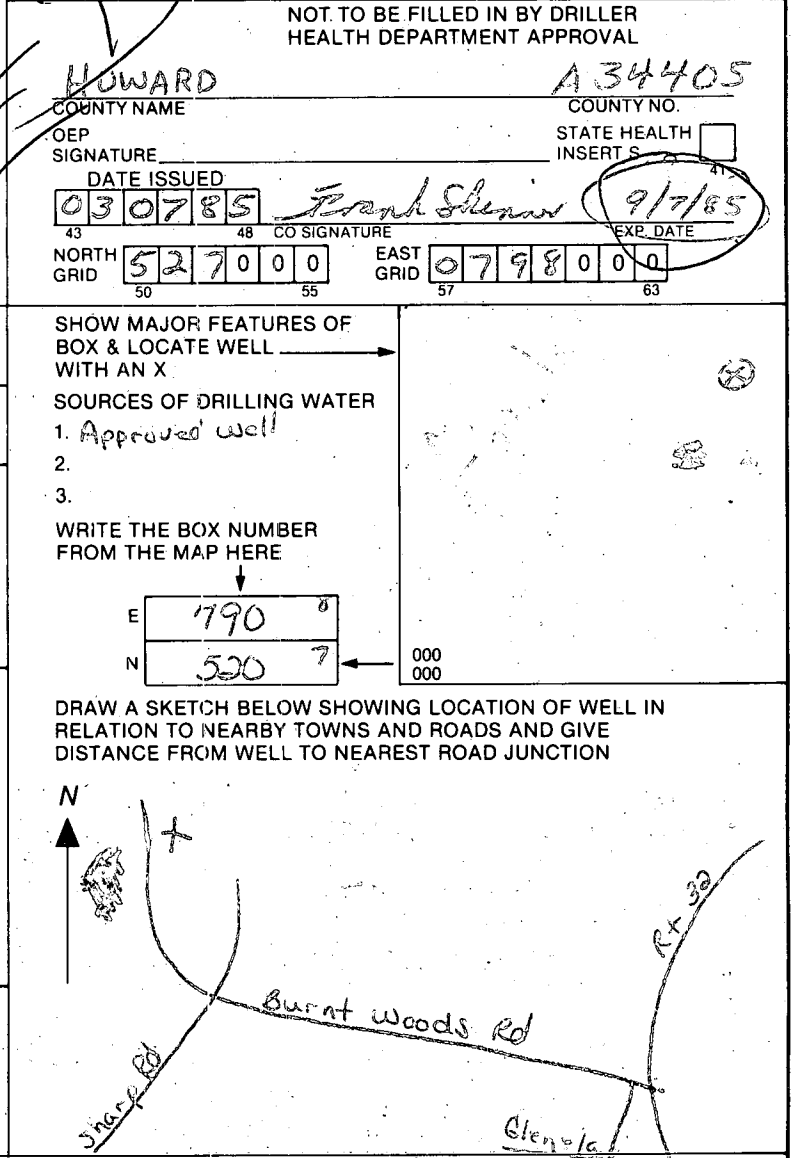 NOT TO BE FILLED IN BY DRILLER
HEALTH DEPARTMENT APPROVAL
HOWARD A34405
COUNTY NAME COUNTY NO.
OEP
SIGNATURE
STATE HEALTH
INSERT S
41
DATE ISSUED
030785 Frank 9/7/85
43 48 CO SIGNATURE EXP. DATE
NORTH GRID 527000 EAST GRID 0798000
50 55 57 63
SHOW MAJOR FEATURES OF
BOX & LOCATE WELL
WITH AN X
SOURCES OF DRILLING WATER
1. Approved Well
2.
3.
WRITE THE BOX NUMBER
FROM THE MAP HERE
E 790 8
N 520 7
000
000
DRAW A SKETCH BELOW SHOWING LOCATION OF WELL IN
RELATION TO NEARBY TOWNS AND ROADS AND GIVE
DISTANCE FROM WELL TO NEAREST ROAD JUNCTION
N
Rt 32
Burnt Woods Rd
Sharp Rd